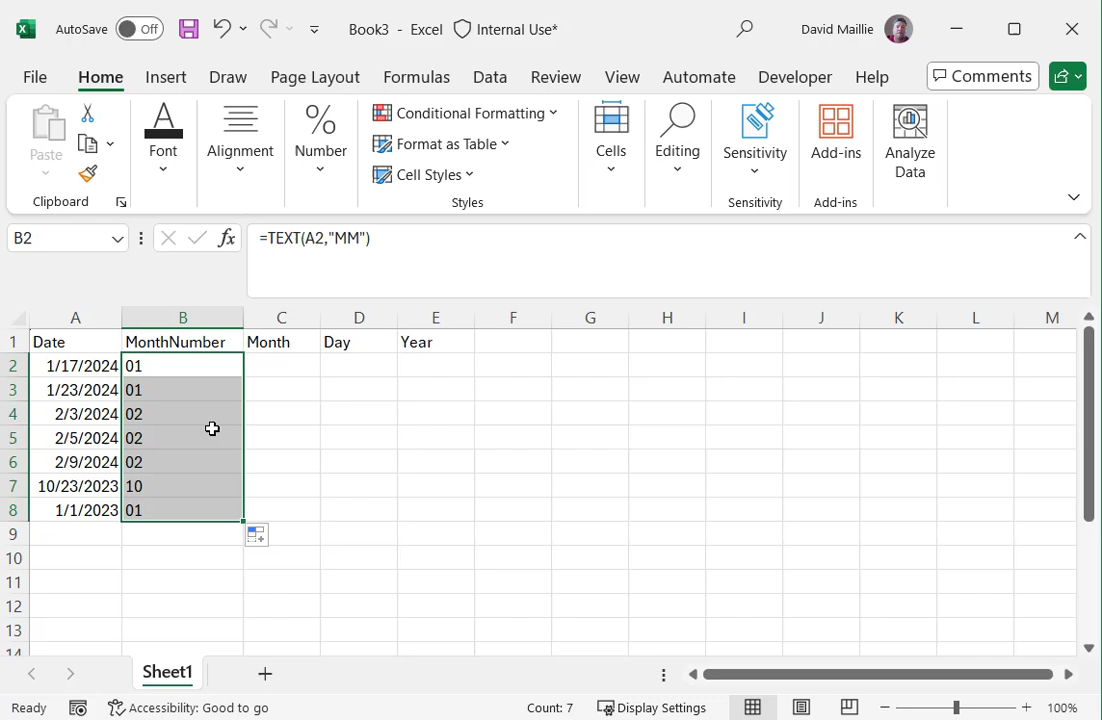 AutoSave Off Book3 - Excel Internal Use* David Maillie
File Home Insert Draw Page Layout Formulas Data Review View Automate Developer Help Comments
Paste
Clipboard
Font
Alignment
%
Number
Conditional Formatting
Format as Table
Cell Styles
Styles
Cells
Editing
Sensitivity
Sensitivity
Add-ins
Add-ins
Analyze
Data
B2 fx =TEXT(A2,"MM")
A B C D E F G H I J K L M
1 Date MonthNumber Month Day Year
2 1/17/2024 01
3 1/23/2024 01
4 2/3/2024 02
5 2/5/2024 02
6 2/9/2024 02
7 10/23/2023 10
8 1/1/2023 01
9
10
11
12
13
14
Sheet1
Ready Accessibility: Good to go Count: 7 Display Settings 100%